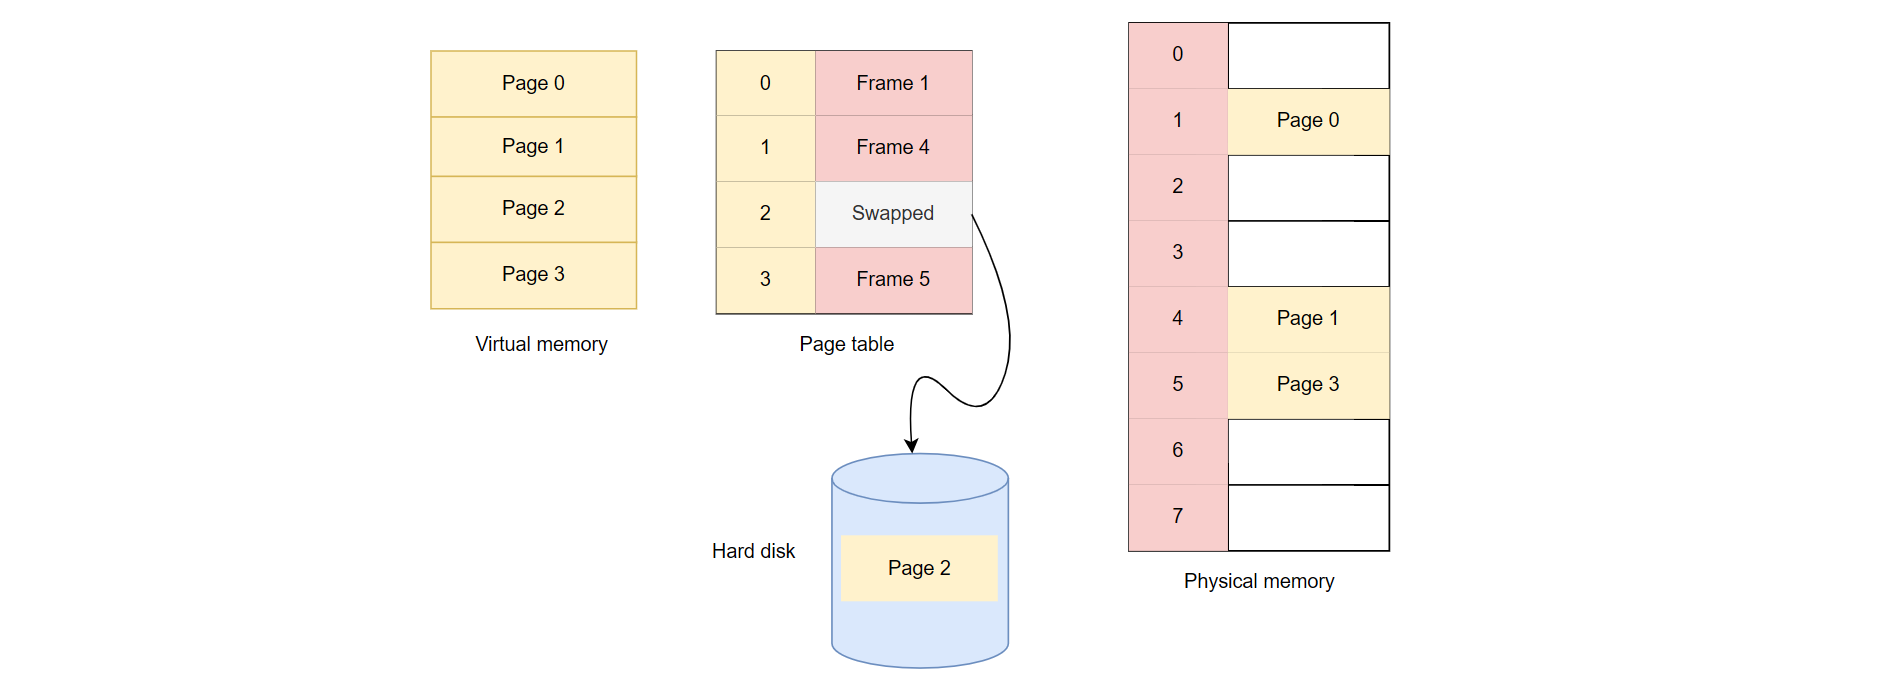 Page 0
Page 1
Page 2
Page 3
Virtual memory
0 Frame 1
1 Frame 4
2 Swapped
3 Frame 5
Page table
Hard disk
Page 2
0
1 Page 0
2
3
4 Page 1
5 Page 3
6
7
Physical memory